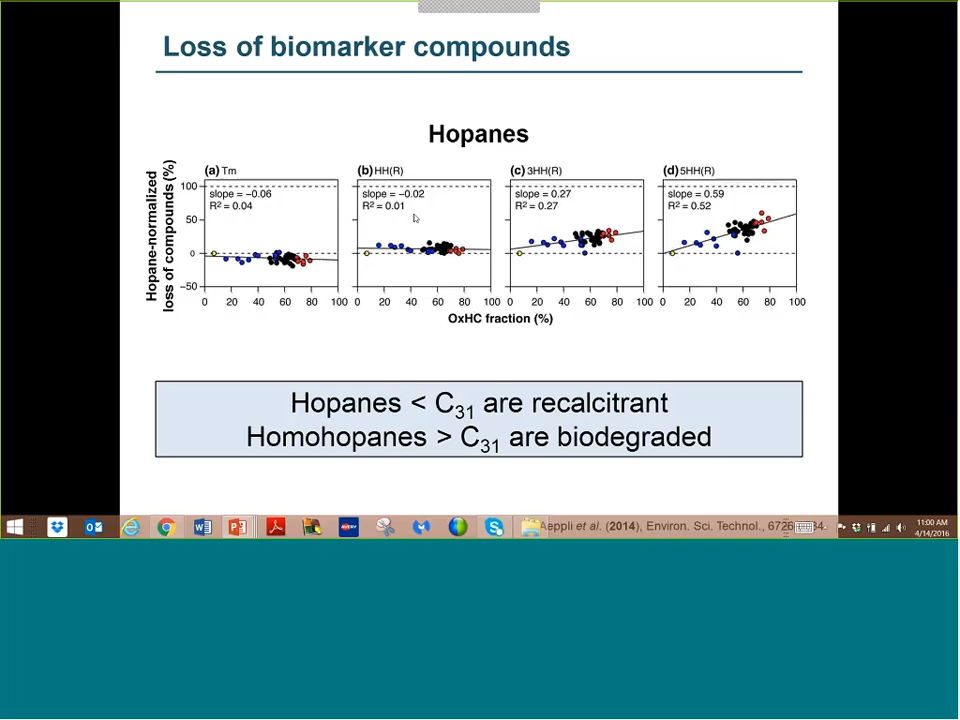 Loss of biomarker compounds
Hopanes
Hopane-normalized
loss of compounds (%)
(a) Tm
slope = −0.06
R² = 0.04
(b) HH(R)
slope = −0.02
R² = 0.01
(c) 3HH(R)
slope = 0.27
R² = 0.27
(d) 5HH(R)
slope = 0.59
R² = 0.52
100
50
0
−50
0 20 40 60 80 100
0 20 40 60 80 100
0 20 40 60 80 100
0 20 40 60 80 100
OxHC fraction (%)
Hopanes < C₃₁ are recalcitrant
Homohopanes > C₃₁ are biodegraded
Aeppli et al. (2014), Environ. Sci. Technol.,
AVERY
11:00 AM
4/14/2016